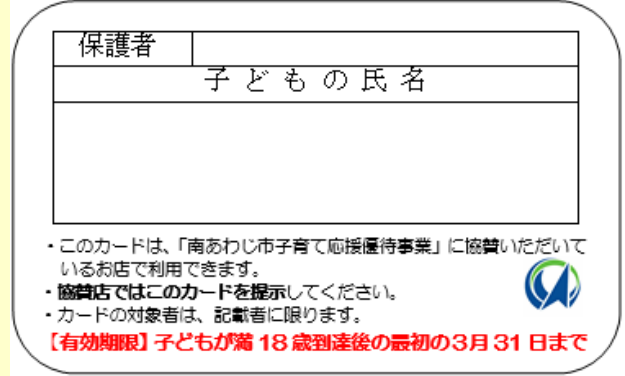 保護者
子どもの氏名
・このカードは、「南あわじ市子育て応援優待事業」に協賛いただいて
いるお店で利用できます。
・協賛店ではこのカードを提示してください。
・カードの対象者は、記載者に限ります。
【有効期限】子どもが満18歳到達後の最初の3月31日まで